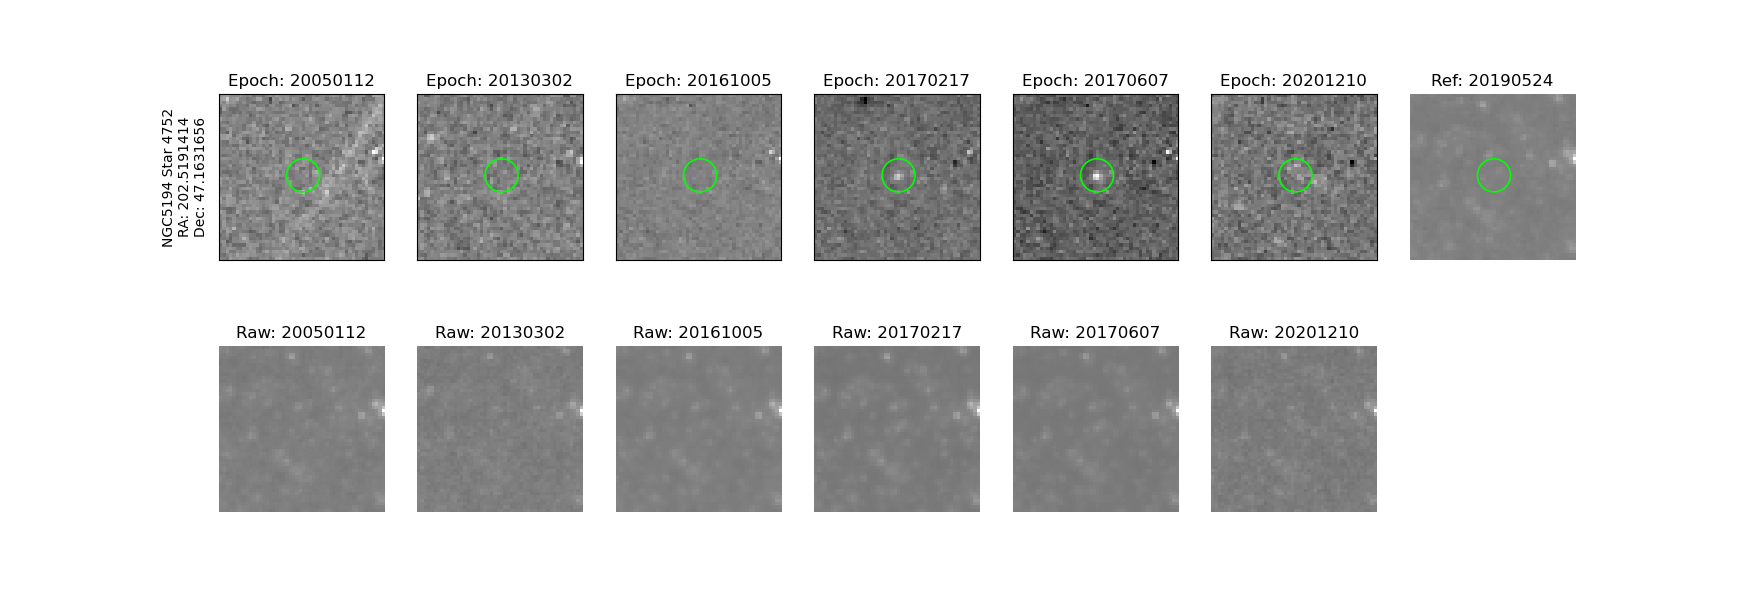 Epoch: 20050112
Epoch: 20130302
Epoch: 20161005
Epoch: 20170217
Epoch: 20170607
Epoch: 20201210
Ref: 20190524
NGC5194 Star 4752
RA: 202.5191414
Dec: 47.1631656
Raw: 20050112
Raw: 20130302
Raw: 20161005
Raw: 20170217
Raw: 20170607
Raw: 20201210